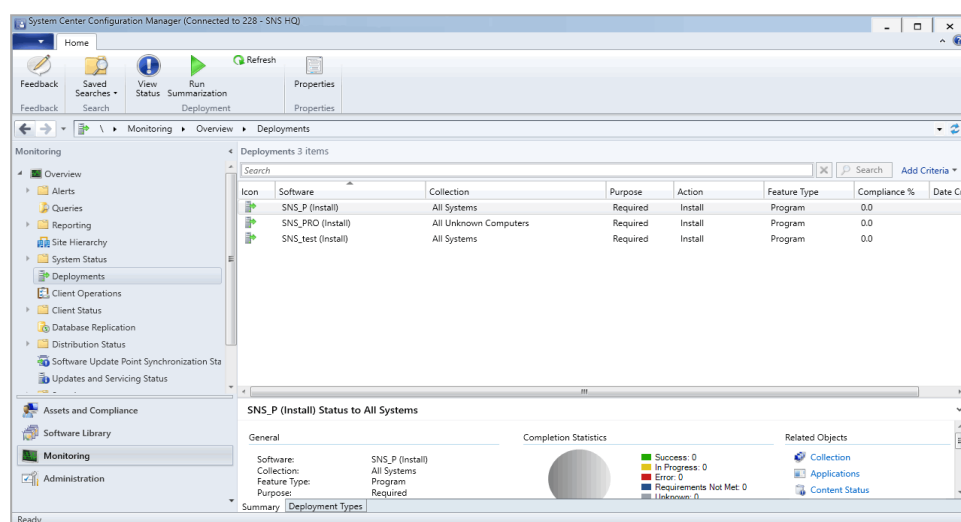 System Center Configuration Manager (Connected to 228 - SNS HQ)
Home
Feedback
Saved Searches
View Status
Run Summarization
Refresh
Properties
Feedback Search Deployment Properties
\ Monitoring Overview Deployments
Monitoring
Overview
Alerts
Queries
Reporting
Site Hierarchy
System Status
Deployments
Client Operations
Client Status
Database Replication
Distribution Status
Software Update Point Synchronization Sta
Updates and Servicing Status
Assets and Compliance
Software Library
Monitoring
Administration
Deployments 3 items
Search Search Add Criteria
Icon Software Collection Purpose Action Feature Type Compliance % Date C
SNS_P (Install) All Systems Required Install Program 0.0
SNS_PRO (Install) All Unknown Computers Required Install Program 0.0
SNS_test (Install) All Systems Required Install Program 0.0
SNS_P (Install) Status to All Systems
General
Software: SNS_P (Install)
Collection: All Systems
Feature Type: Program
Purpose: Required
Completion Statistics
Success: 0
In Progress: 0
Error: 0
Requirements Not Met: 0
Unknown: 0
Related Objects
Collection
Applications
Content Status
Summary Deployment Types
Ready